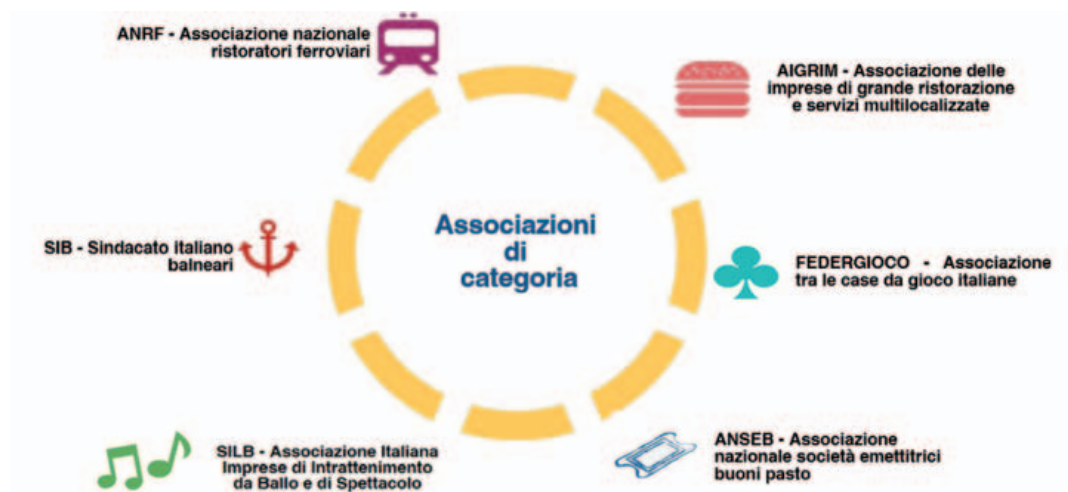 ANRF - Associazione nazionale
ristoratori ferroviari
AIGRIM - Associazione delle
imprese di grande ristorazione
e servizi multilocalizzate
Associazioni
di
categoria
SIB - Sindacato italiano
balneari
FEDERGIOCO - Associazione
tra le case da gioco italiane
SILB - Associazione Italiana
Imprese di Intrattenimento
da Ballo e di Spettacolo
ANSEB - Associazione
nazionale società emettitrici
buoni pasto